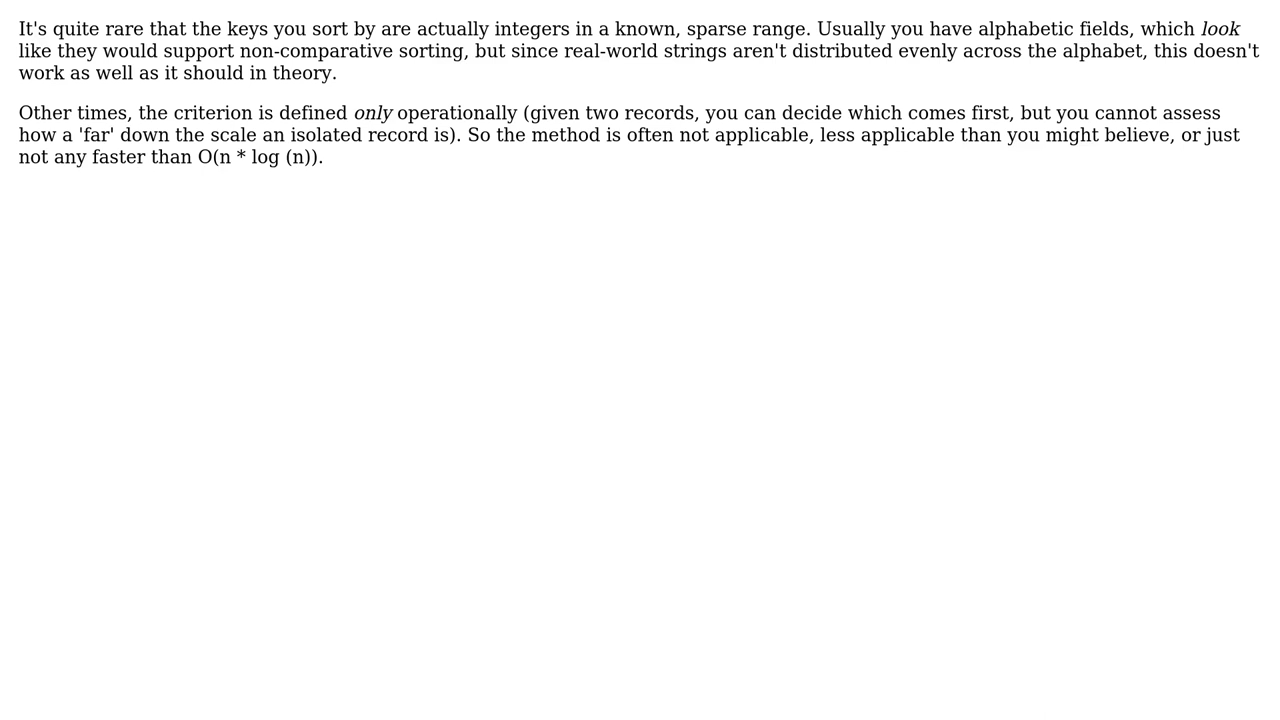 It's quite rare that the keys you sort by are actually integers in a known, sparse range. Usually you have alphabetic fields, which look
like they would support non-comparative sorting, but since real-world strings aren't distributed evenly across the alphabet, this doesn't
work as well as it should in theory.
Other times, the criterion is defined only operationally (given two records, you can decide which comes first, but you cannot assess
how a 'far' down the scale an isolated record is). So the method is often not applicable, less applicable than you might believe, or just
not any faster than O(n * log (n)).